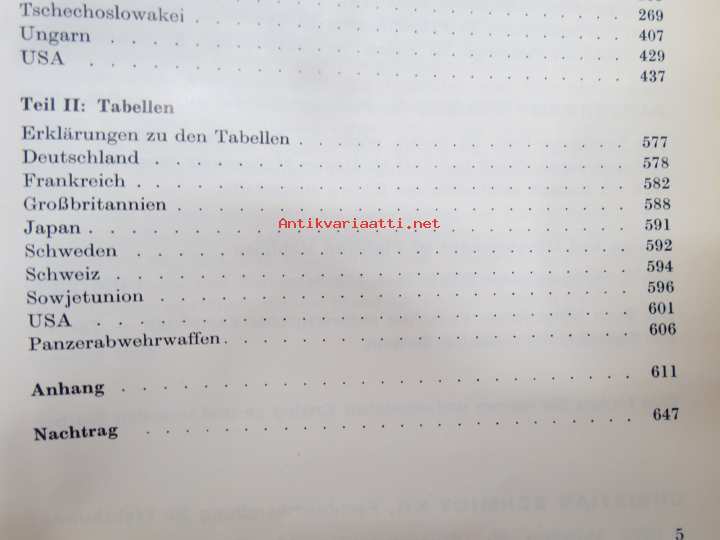 269
Tschechoslowakei . . . 407
Ungarn . . . 429
USA . . . 437
Teil II: Tabellen
Erklärungen zu den Tabellen . . . 577
Deutschland . . . 578
Frankreich . . . 582
Großbritannien . . . 588
Japan . . . 591
Antikvariaatti.net
Schweden . . . 592
Schweiz . . . 594
Sowjetunion . . . 596
USA . . . 601
Panzerabwehrwaffen . . . 606
Anhang . . . 611
Nachtrag . . . 647
5